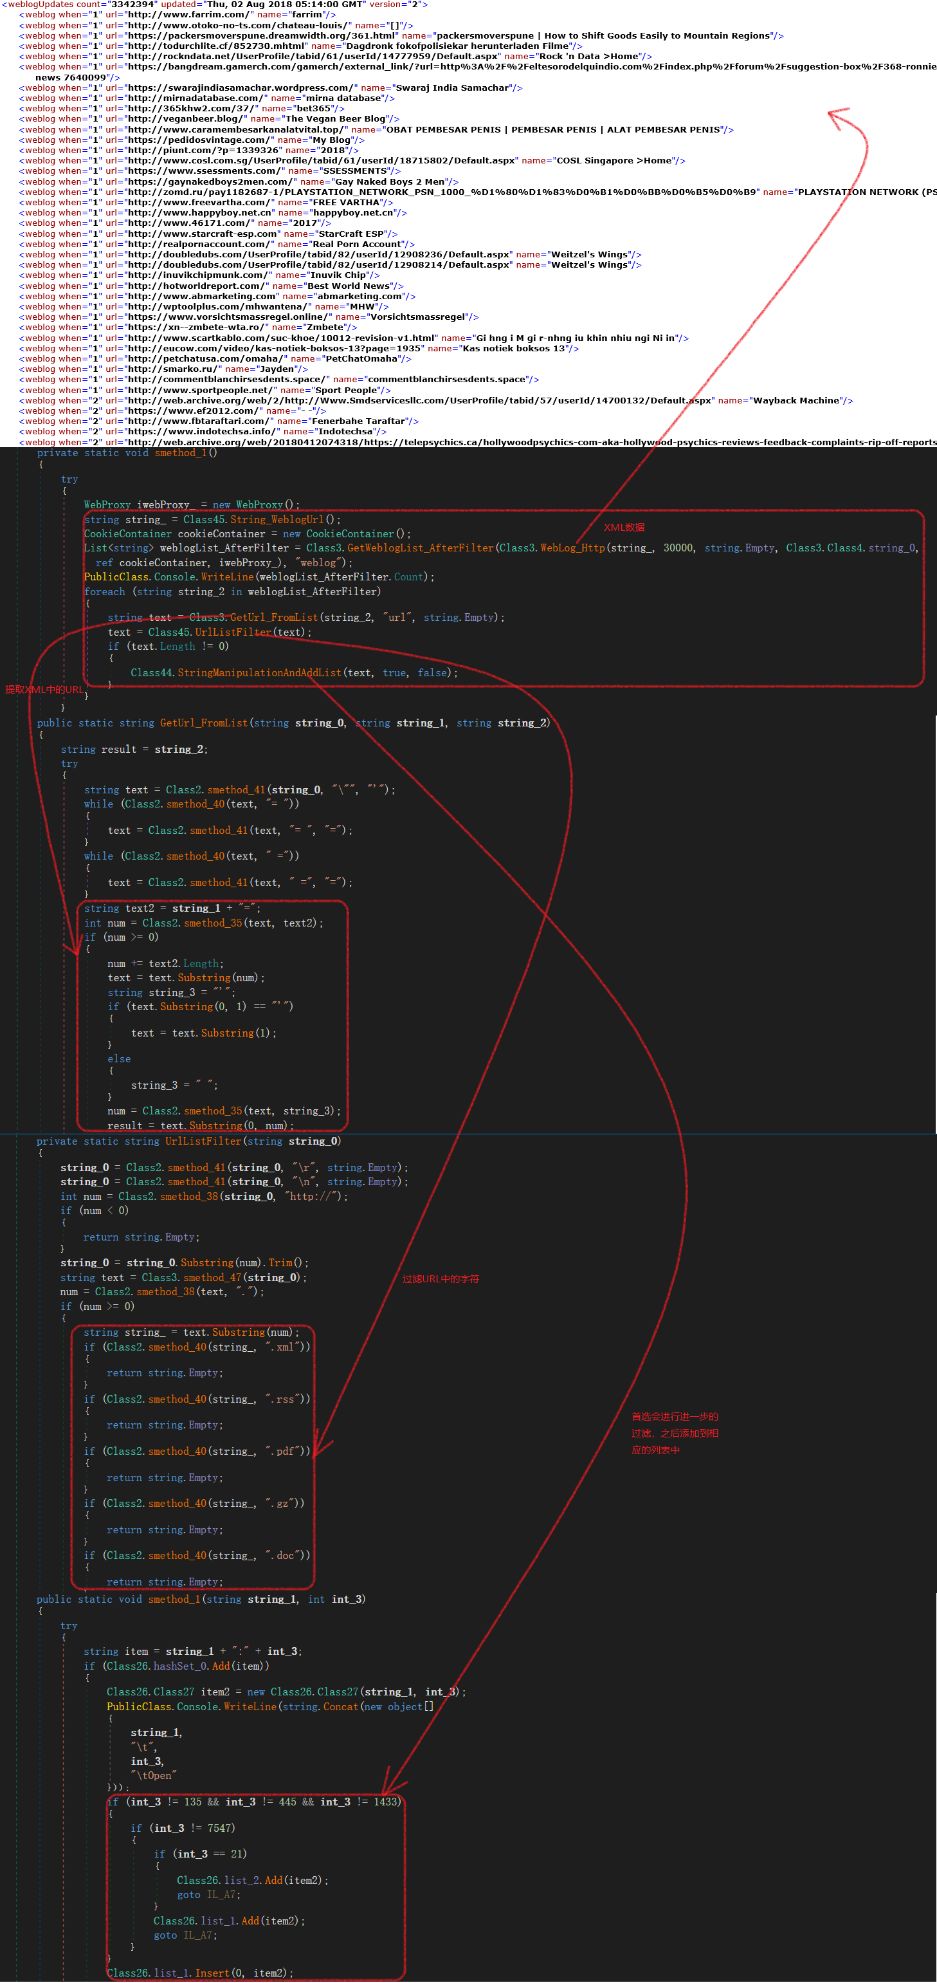 <weblogUpdates count="3342394" updated="Thu, 02 Aug 2018 05:14:00 GMT" version="2">
<weblog when="1" url="http://www.farrim.com/" name="farrim"/>
<weblog when="1" url="http://www.otoko-no-ts.com/chateau-louis/" name="[]"/>
<weblog when="1" url="https://packersmoverspune.dreamwidth.org/361.html" name="packersmoverspune | How to Shift Goods Easily to Mountain Regions"/>
<weblog when="1" url="http://todurchlite.cf/852730.mhtml" name="Dagdronk fokofpolisiekar herunterladen Filme"/>
<weblog when="1" url="http://rockndata.net/UserProfile/tabid/61/userId/14777959/Default.aspx" name="Rock 'n Data >Home"/>
<weblog when="1" url="https://bangdream.gamerch.com/gamerch/external_link/?url=http%3A%2F%2Feltesorodelquindio.com%2Findex.php%2Fforum%2Fsuggestion-box%2F368-ronnie
news 7640099"/>
<weblog when="1" url="https://swarajindiasamachar.wordpress.com/" name="Swaraj India Samachar"/>
<weblog when="1" url="http://mirnadatabase.com/" name="mirna database"/>
<weblog when="1" url="http://365khw2.com/37/" name="bet365"/>
<weblog when="1" url="http://veganbeer.blog/" name="The Vegan Beer Blog"/>
<weblog when="1" url="http://www.caramembesarkanalatvital.top/" name="OBAT PEMBESAR PENIS | PEMBESAR PENIS | ALAT PEMBESAR PENIS"/>
<weblog when="1" url="https://pedidosvintage.com/" name="My Blog"/>
<weblog when="1" url="http://piunt.com/?p=1339326" name="2018"/>
<weblog when="1" url="http://www.cosl.com.sg/UserProfile/tabid/61/userId/18715802/Default.aspx" name="COSL Singapore >Home"/>
<weblog when="1" url="https://www.ssessments.com/" name="SSESSMENTS"/>
<weblog when="1" url="https://gaynakedboys2men.com/" name="Gay Naked Boys 2 Men"/>
<weblog when="1" url="http://zomd.ru/pay1182687-1/PLAYSTATION_NETWORK_PSN_1000_%D1%80%D1%83%D0%B1%D0%BB%D0%B5%D0%B9" name="PLAYSTATION NETWORK (PS
<weblog when="1" url="http://www.freevartha.com/" name="FREE VARTHA"/>
<weblog when="1" url="http://www.happyboy.net.cn" name="happyboy.net.cn"/>
<weblog when="1" url="http://www.46171.com/" name="2017"/>
<weblog when="1" url="http://www.starcraft-esp.com" name="StarCraft ESP"/>
<weblog when="1" url="http://realpornaccount.com/" name="Real Porn Account"/>
<weblog when="1" url="http://doubledubs.com/UserProfile/tabid/82/userId/12908236/Default.aspx" name="Weitzel's Wings"/>
<weblog when="1" url="http://doubledubs.com/UserProfile/tabid/82/userId/12908214/Default.aspx" name="Weitzel's Wings"/>
<weblog when="1" url="http://inuvikchipmunk.com/" name="Inuvik Chip"/>
<weblog when="1" url="http://hotworldreport.com/" name="Best World News"/>
<weblog when="1" url="http://www.abmarketing.com" name="abmarketing.com"/>
<weblog when="1" url="http://wptoolplus.com/mhwantena/" name="MHW"/>
<weblog when="1" url="https://www.vorsichtsmassregel.online/" name="Vorsichtsmassregel"/>
<weblog when="1" url="https://xn--zmbete-wta.ro/" name="Zmbete"/>
<weblog when="1" url="http://www.scartkablo.com/suc-khoe/10012-revision-v1.html" name="Gi hng i M gi r-nhng iu khin nhiu ngi Ni in"/>
<weblog when="1" url="http://eucow.com/video/kas-notiek-boksos-13?page=1935" name="Kas notiek boksos 13"/>
<weblog when="1" url="http://petchatusa.com/omaha/" name="PetChatOmaha"/>
<weblog when="1" url="http://smarko.ru/" name="Jayden"/>
<weblog when="1" url="http://commentblanchirsesdents.space/" name="commentblanchirsesdents.space"/>
<weblog when="1" url="http://www.sportpeople.net/" name="Sport People"/>
<weblog when="2" url="http://web.archive.org/web/2/http://Www.Smdservicesllc.com/UserProfile/tabid/57/userId/14700132/Default.aspx" name="Wayback Machine"/>
<weblog when="2" url="https://www.ef2012.com/" name="- -"/>
<weblog when="2" url="http://www.fbtaraftari.com/" name="Fenerbahe Taraftar"/>
<weblog when="2" url="https://www.indotechsa.info/" name="Indotechsa"/>
<weblog when="2" url="http://web.archive.org/web/20180412074318/https://telepsychics.ca/hollywoodpsychics-com-aka-hollywood-psychics-reviews-feedback-complaints-rip-off-reports
private static void smethod_1()
{
try
{
WebProxy iwebProxy_ = new WebProxy();
string string_ = Class45.String_WeblogUrl();
XML数据
CookieContainer cookieContainer = new CookieContainer();
List<string> weblogList_AfterFilter = Class3.GetWeblogList_AfterFilter(Class3.WebLog_Http(string_, 30000, string.Empty, Class3.Class4.string_0,
ref cookieContainer, iwebProxy_), "weblog");
PublicClass.Console.WriteLine(weblogList_AfterFilter.Count);
foreach (string string_2 in weblogList_AfterFilter)
{
string text = Class3.GetUrl_FromList(string_2, "url", string.Empty);
text = Class45.UrlListFilter(text);
if (text.Length != 0)
{
Class44.StringManipulationAndAddList(text, true, false);
}
提取XML中的URL
}
}
public static string GetUrl_FromList(string string_0, string string_1, string string_2)
{
string result = string_2;
try
{
string text = Class2.smethod_41(string_0, "\"", "'");
while (Class2.smethod_40(text, "= "))
{
text = Class2.smethod_41(text, "= ", "=");
}
while (Class2.smethod_40(text, " ="))
{
text = Class2.smethod_41(text, " =", "=");
}
string text2 = string_1 + "=";
int num = Class2.smethod_35(text, text2);
if (num >= 0)
{
num += text2.Length;
text = text.Substring(num);
string string_3 = "'";
if (text.Substring(0, 1) == "'")
{
text = text.Substring(1);
}
else
{
string_3 = " ";
}
num = Class2.smethod_35(text, string_3);
result = text.Substring(0, num);
private static string UrlListFilter(string string_0)
{
string_0 = Class2.smethod_41(string_0, "\r", string.Empty);
string_0 = Class2.smethod_41(string_0, "\n", string.Empty);
int num = Class2.smethod_38(string_0, "http://");
if (num < 0)
{
return string.Empty;
}
string_0 = string_0.Substring(num).Trim();
string text = Class3.smethod_47(string_0);
过滤URL中的字符
num = Class2.smethod_38(text, ".");
if (num >= 0)
{
string string_ = text.Substring(num);
if (Class2.smethod_40(string_, ".xml"))
{
return string.Empty;
}
if (Class2.smethod_40(string_, ".rss"))
{
return string.Empty;
}
if (Class2.smethod_40(string_, ".pdf"))
{
return string.Empty;
}
if (Class2.smethod_40(string_, ".gz"))
{
return string.Empty;
}
if (Class2.smethod_40(string_, ".doc"))
{
return string.Empty;
首选会进行进一步的
过滤，之后添加到相
应的列表中
public static void smethod_1(string string_1, int int_3)
{
try
{
string item = string_1 + ":" + int_3;
if (Class26.hashSet_0.Add(item))
{
Class26.Class27 item2 = new Class26.Class27(string_1, int_3);
PublicClass.Console.WriteLine(string.Concat(new object[]
{
string_1,
"\t",
int_3,
"\tOpen"
}));
if (int_3 != 135 && int_3 != 445 && int_3 != 1433)
{
if (int_3 != 7547)
{
if (int_3 == 21)
{
Class26.list_2.Add(item2);
goto IL_A7;
}
Class26.list_1.Add(item2);
goto IL_A7;
}
}
Class26.list_1.Insert(0, item2);